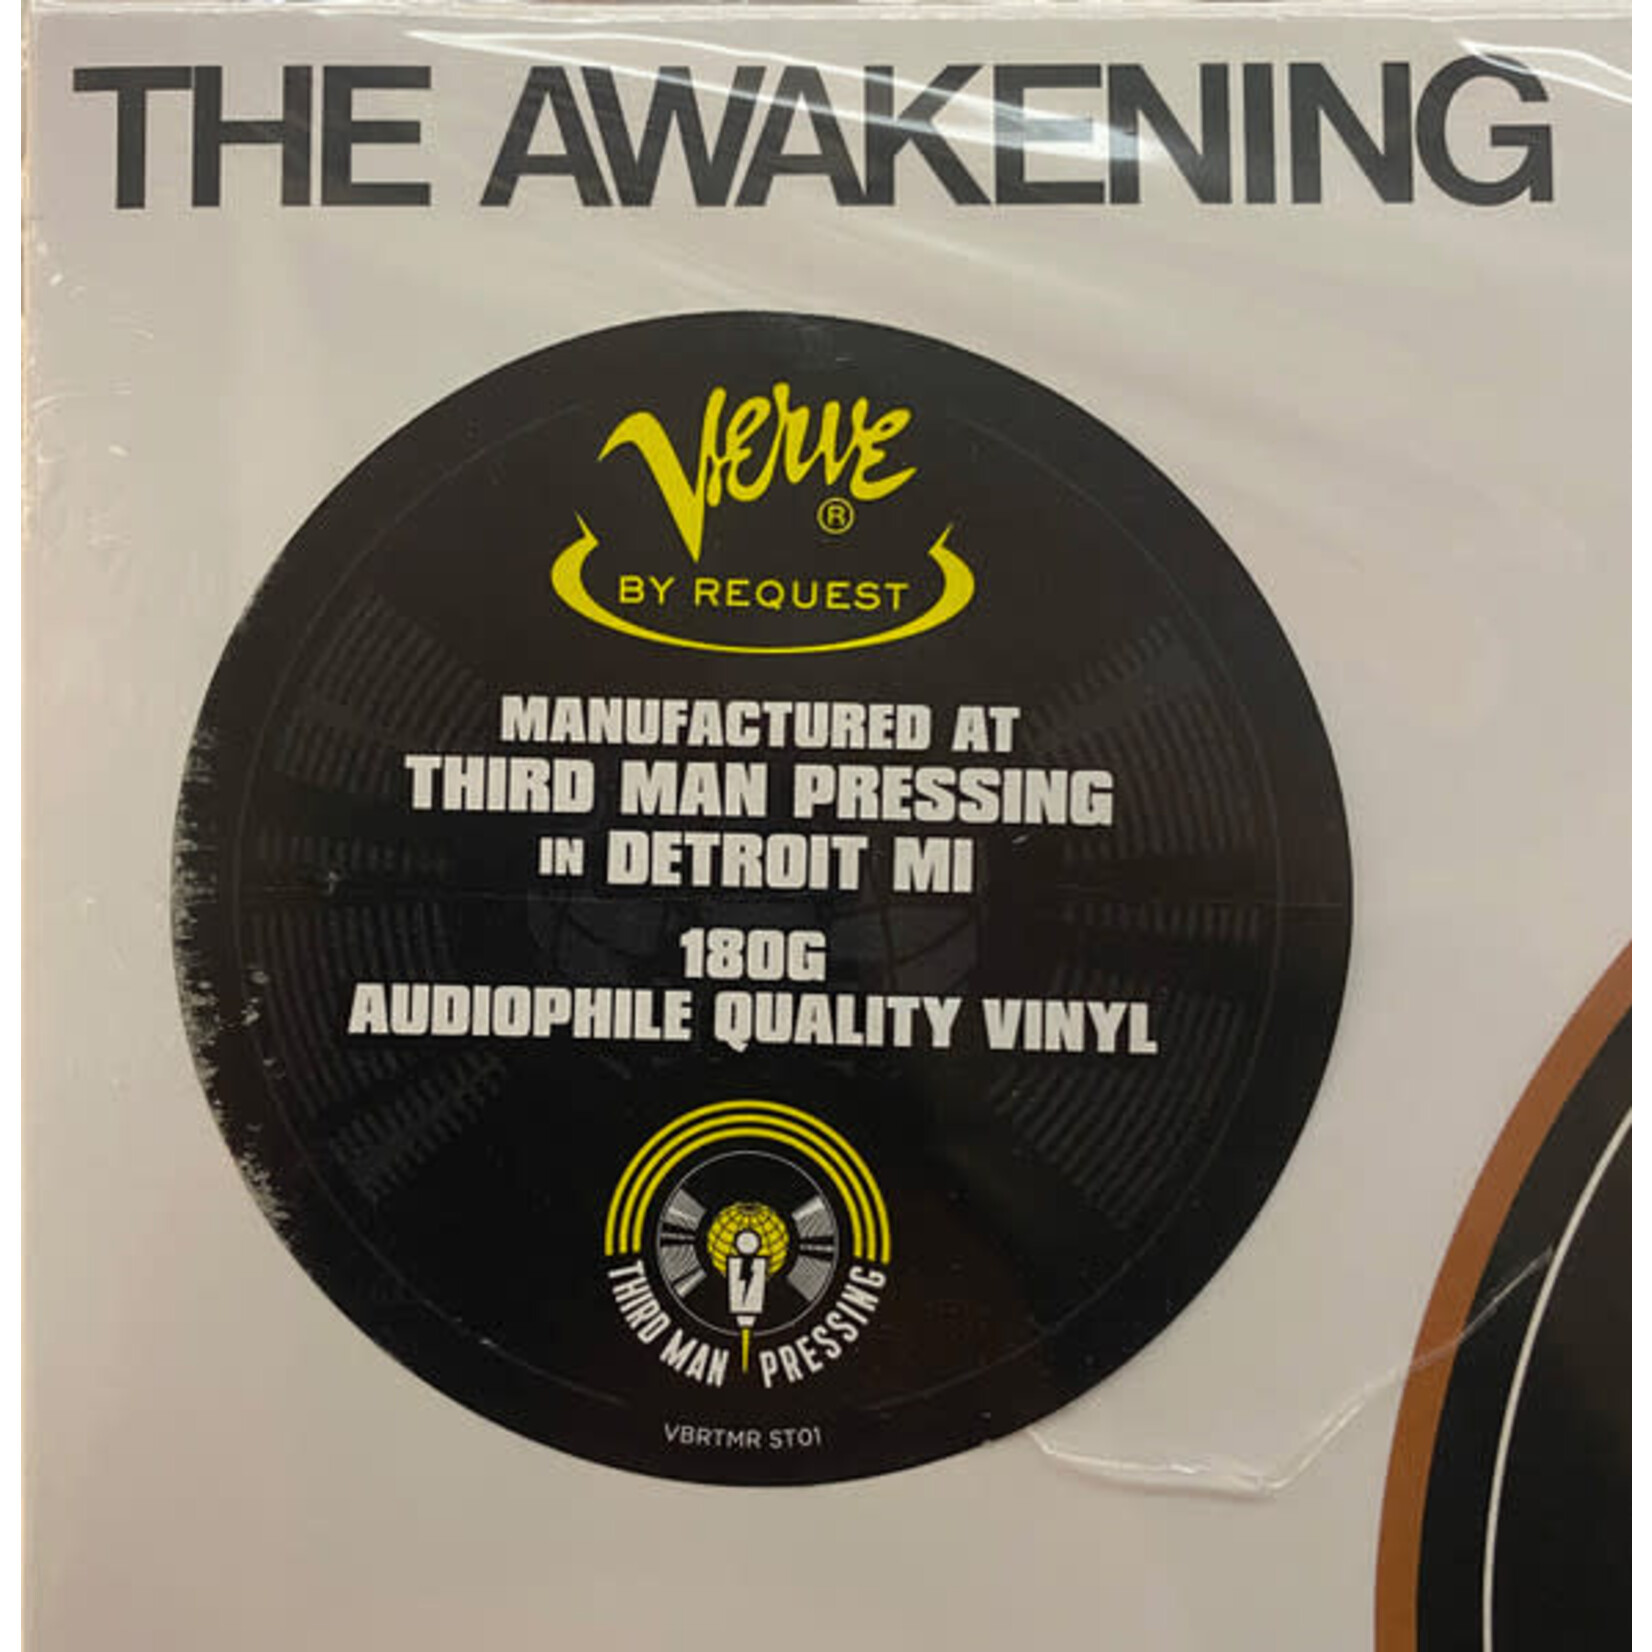 THE AWAKENING
Verve
®
BY REQUEST
MANUFACTURED AT
THIRD MAN PRESSING
IN DETROIT MI
180G
AUDIOPHILE QUALITY VINYL
THIRD MAN PRESSING
VBRTMR ST01